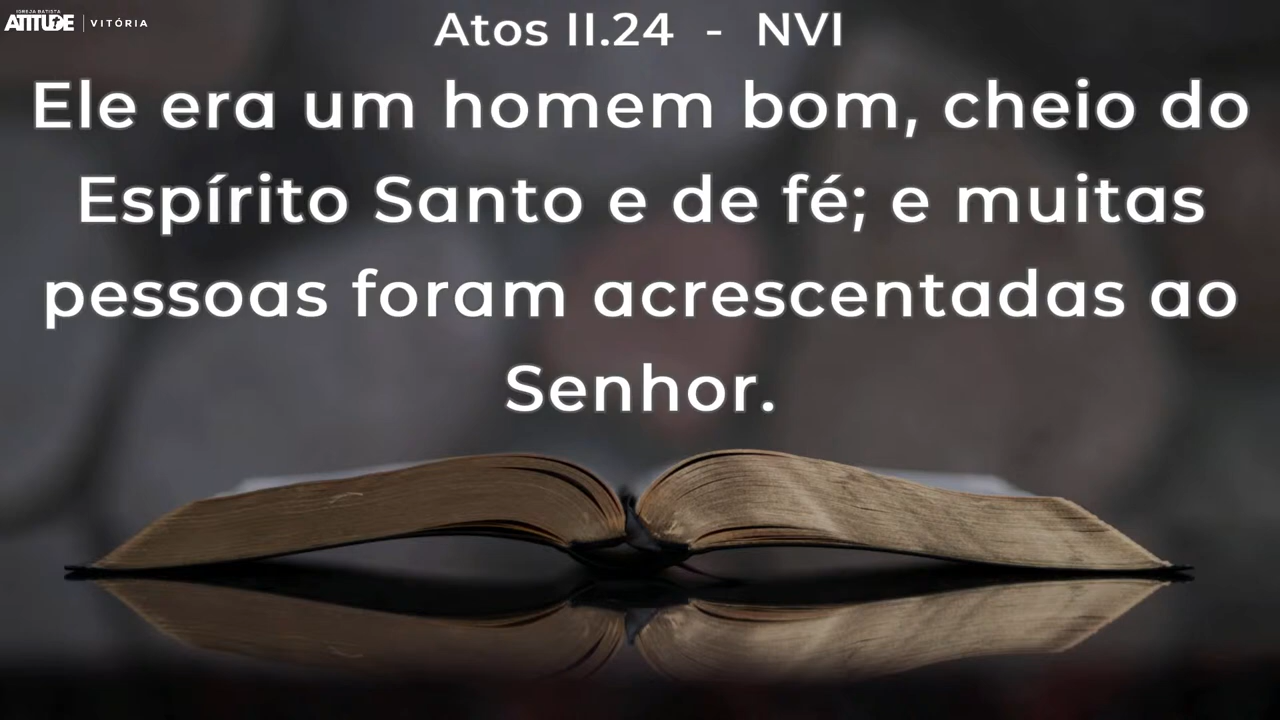 IGREJA BATISTA
ATITUDE | VITÓRIA
Atos 11.24 - NVI
Ele era um homem bom, cheio do
Espírito Santo e de fé; e muitas
pessoas foram acrescentadas ao
Senhor.